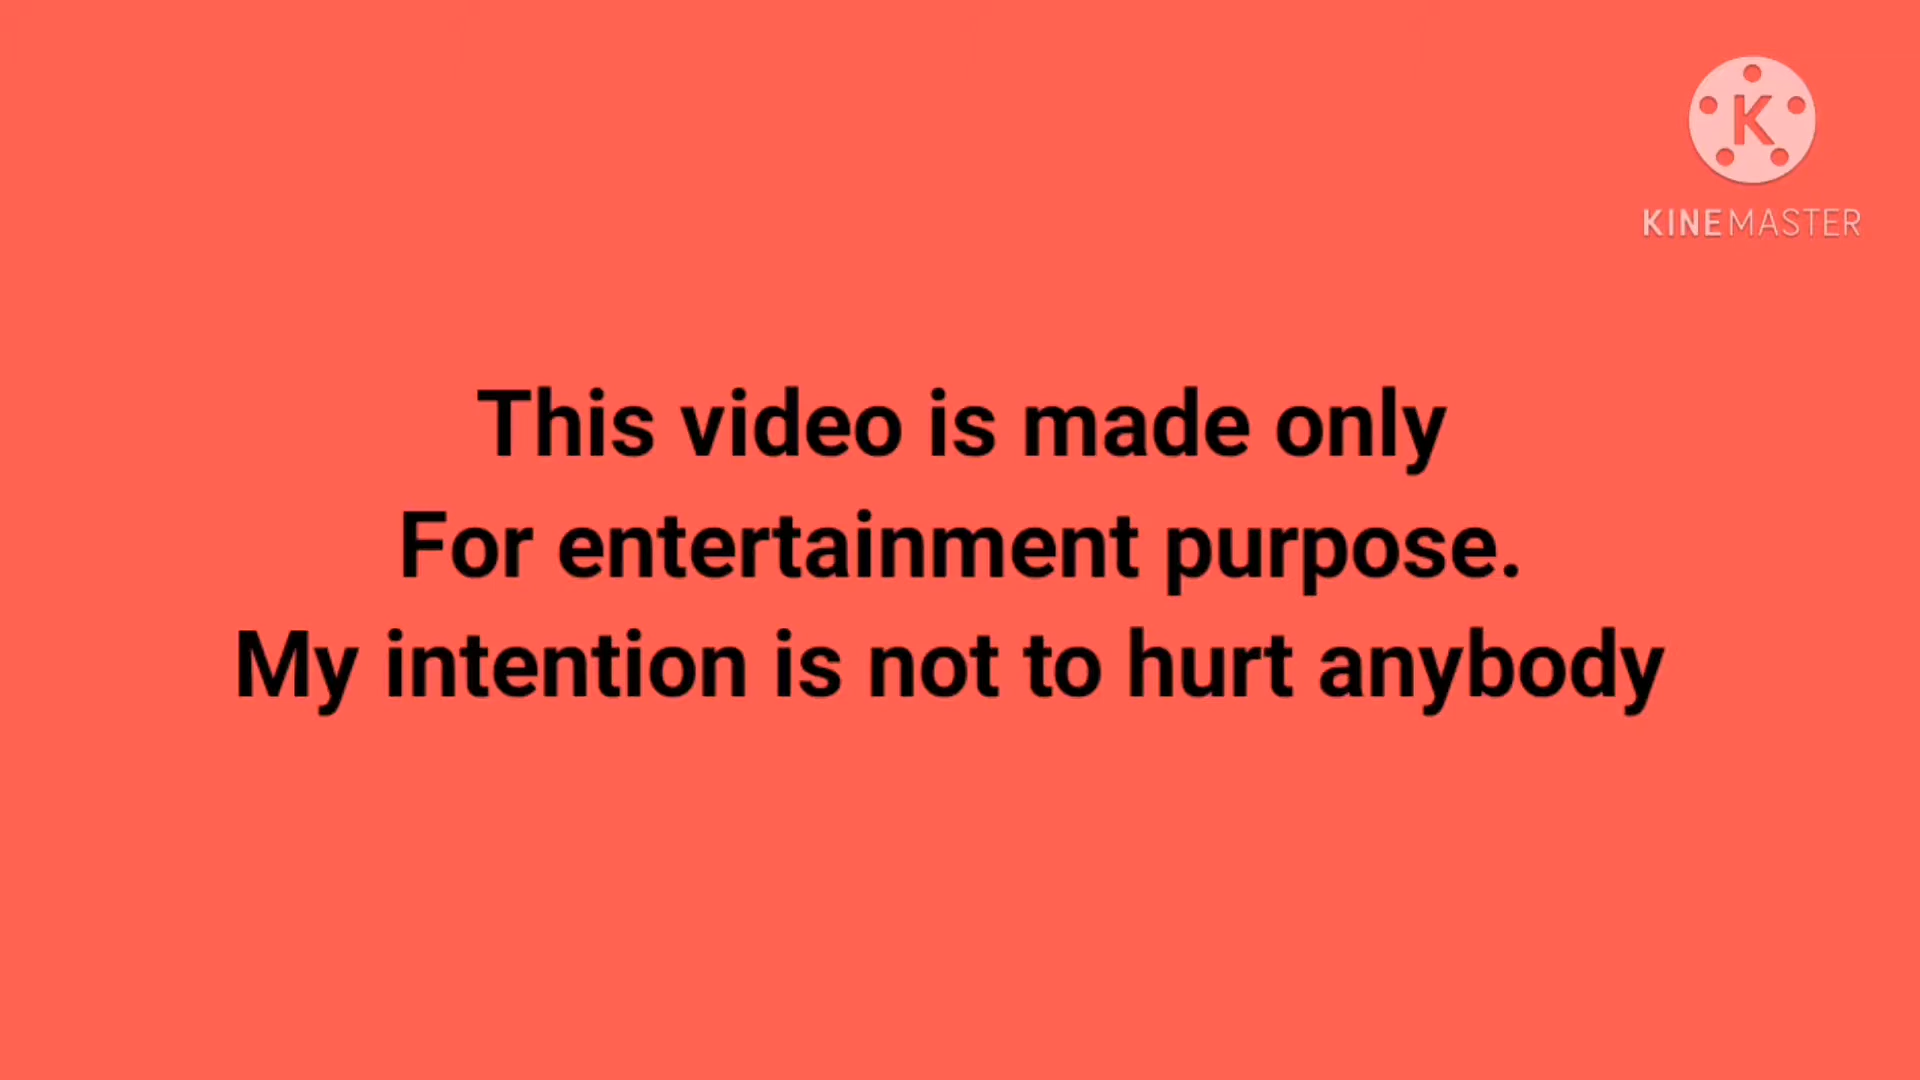 K
KINEMASTER
This video is made only
For entertainment purpose.
My intention is not to hurt anybody